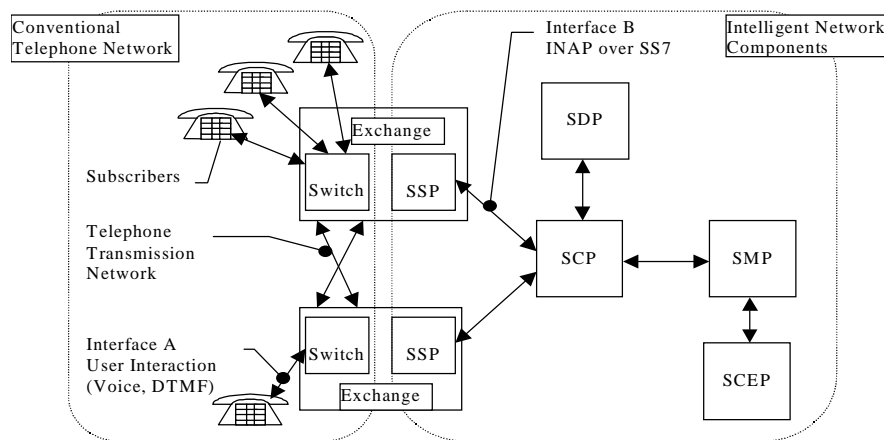 Conventional
Telephone Network
Interface B
INAP over SS7
Intelligent Network
Components
Exchange
SDP
Subscribers
Switch
SSP
Telephone
Transmission
Network
SCP
SMP
Interface A
User Interaction
(Voice, DTMF)
Switch
SSP
SCEP
Exchange